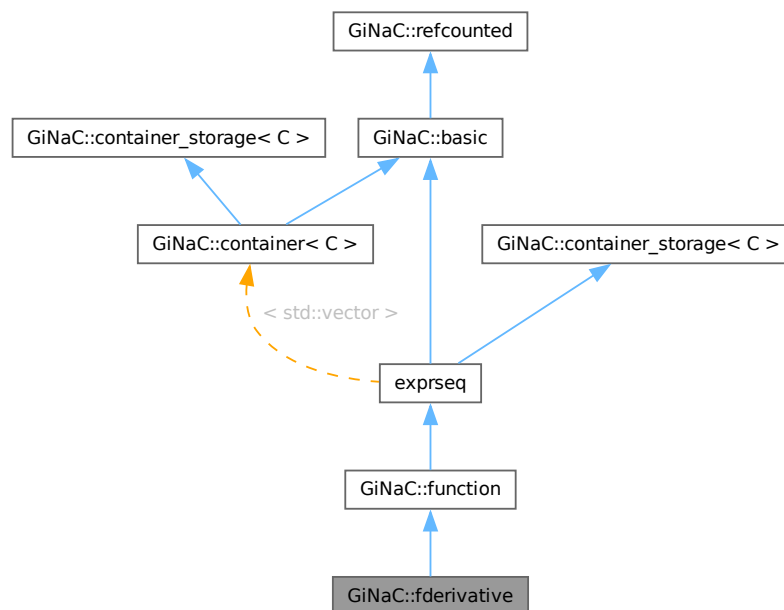 GiNaC::refcounted
GiNaC::container_storage< C >
GiNaC::basic
GiNaC::container< C >
GiNaC::container_storage< C >
< std::vector >
exprseq
GiNaC::function
GiNaC::fderivative